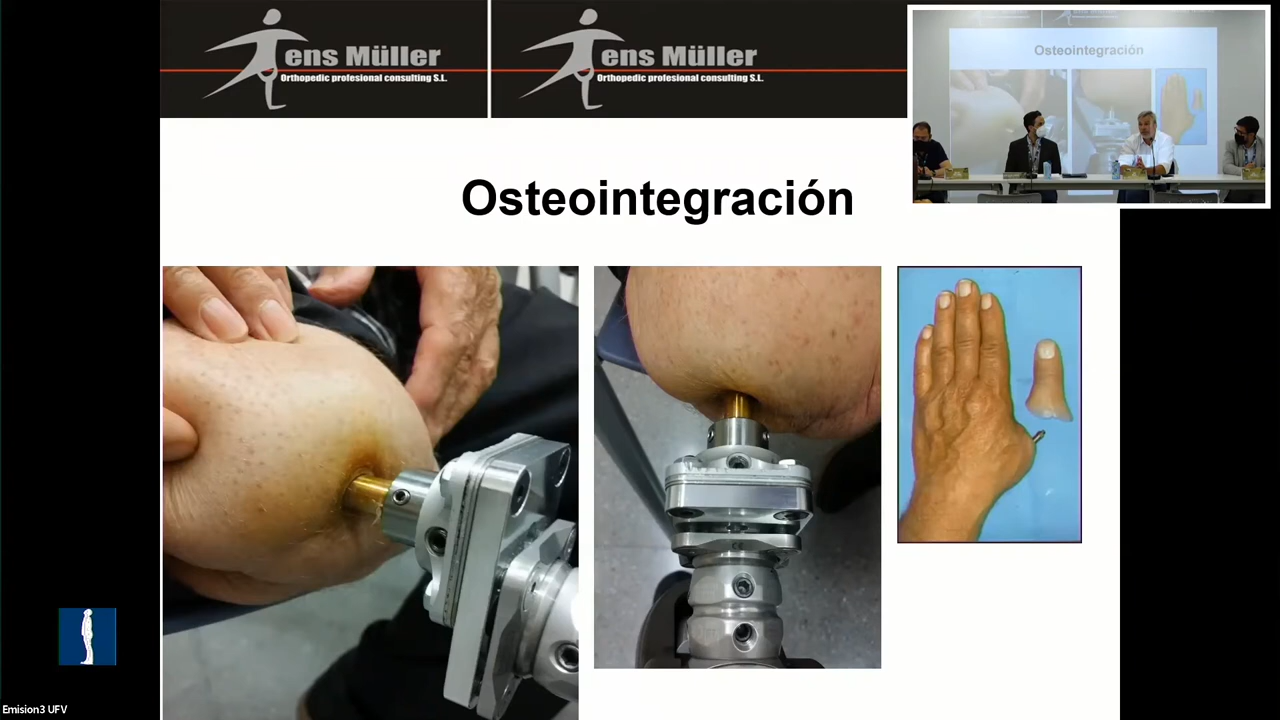 ens Müller
Orthopedic profesional consulting S.L.
ens Müller
Orthopedic profesional consulting S.L.
Osteointegración
Osteointegración
Emision3 UFV